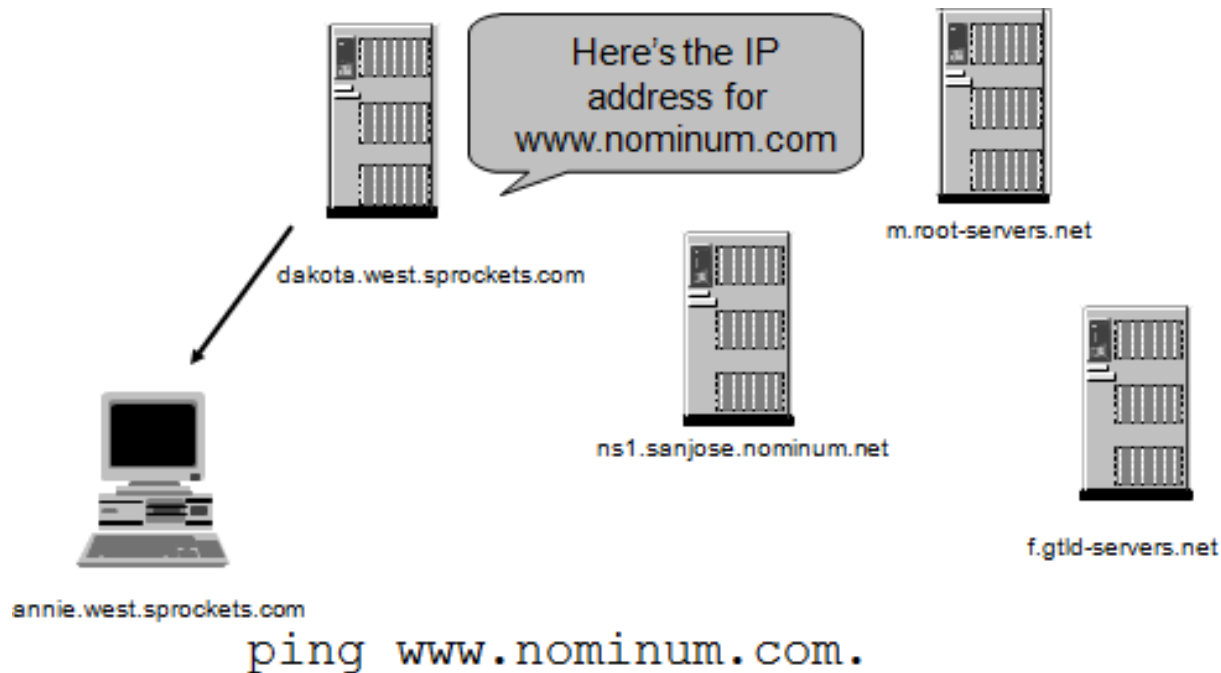 Here's the IP
address for
www.nominum.com
m.root-servers.net
dakota.west.sprockets.com
ns1.sanjose.nominum.net
f.gtld-servers.net
annie.west.sprockets.com
ping www.nominum.com.